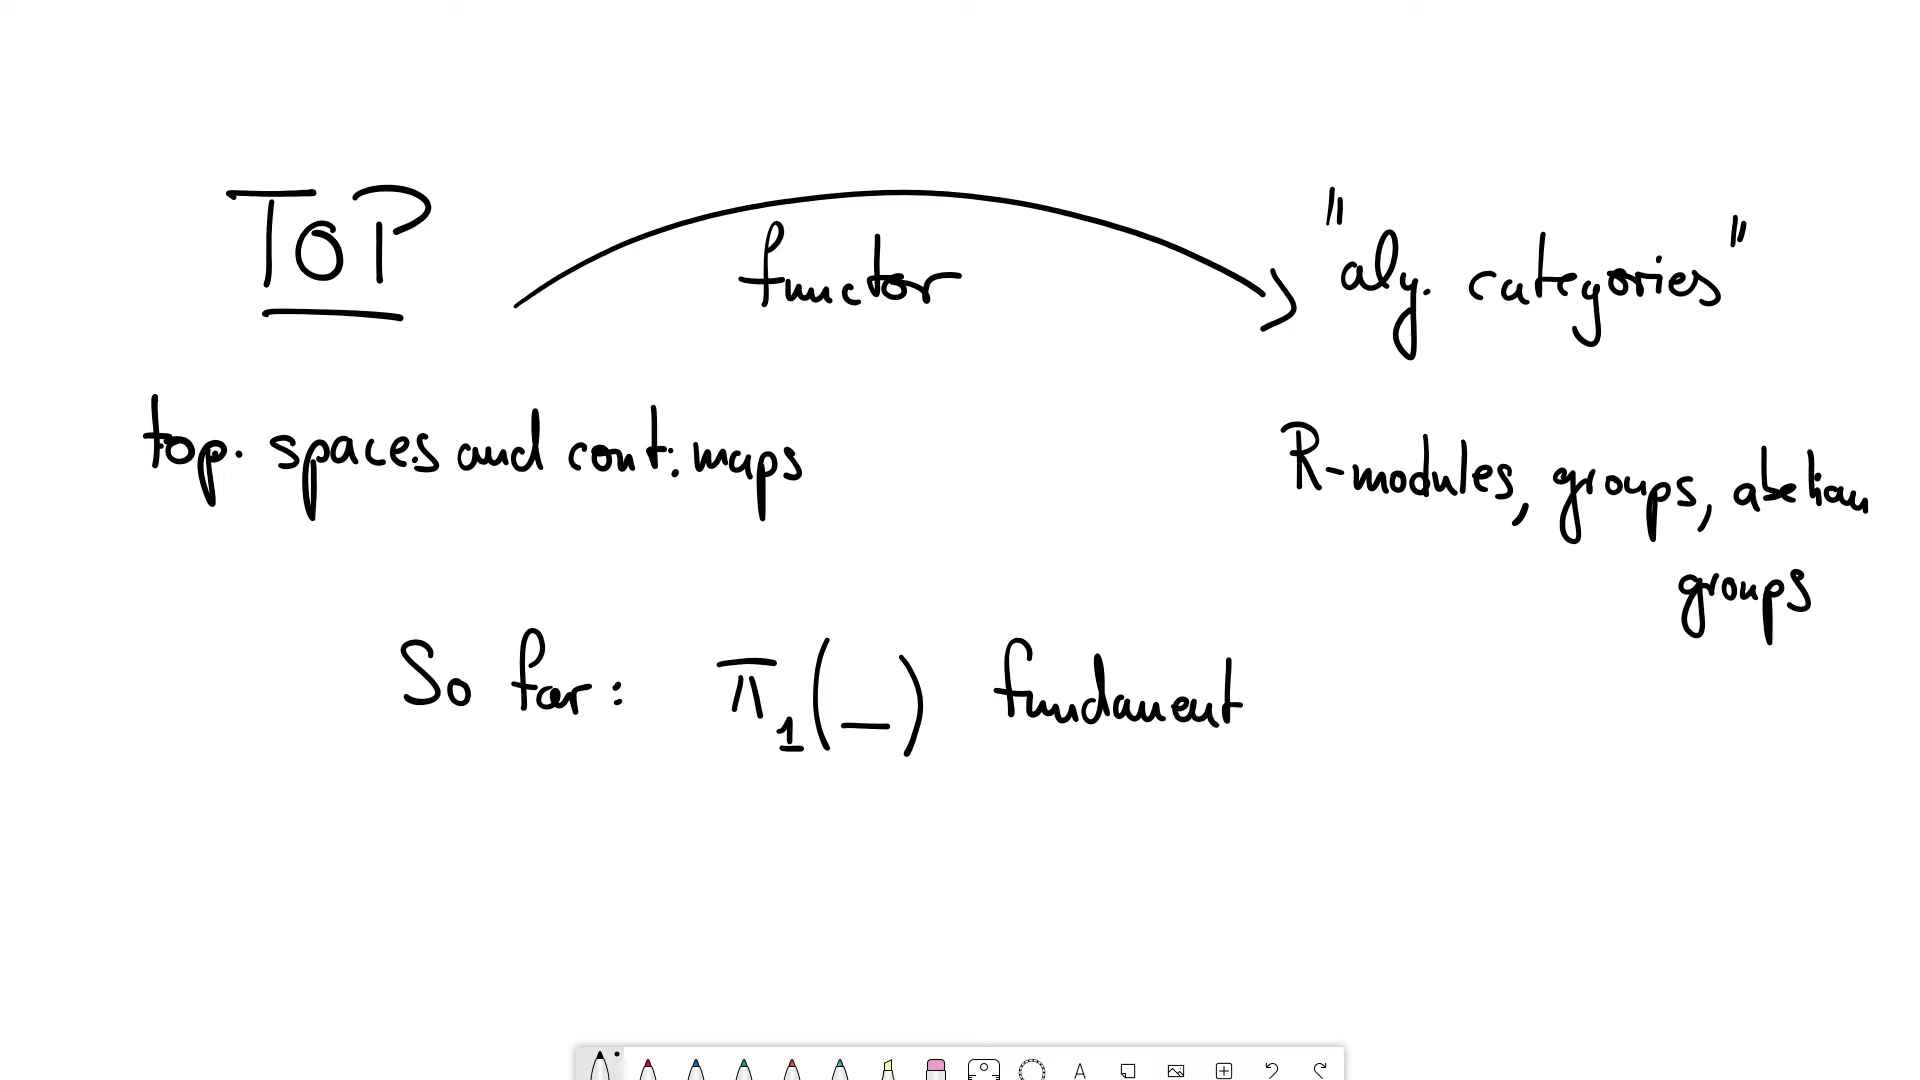 TOP functor "alg. categories"
top. spaces and cont. maps R-modules, groups, abelian
groups
So far: π₁(_) fundament
A